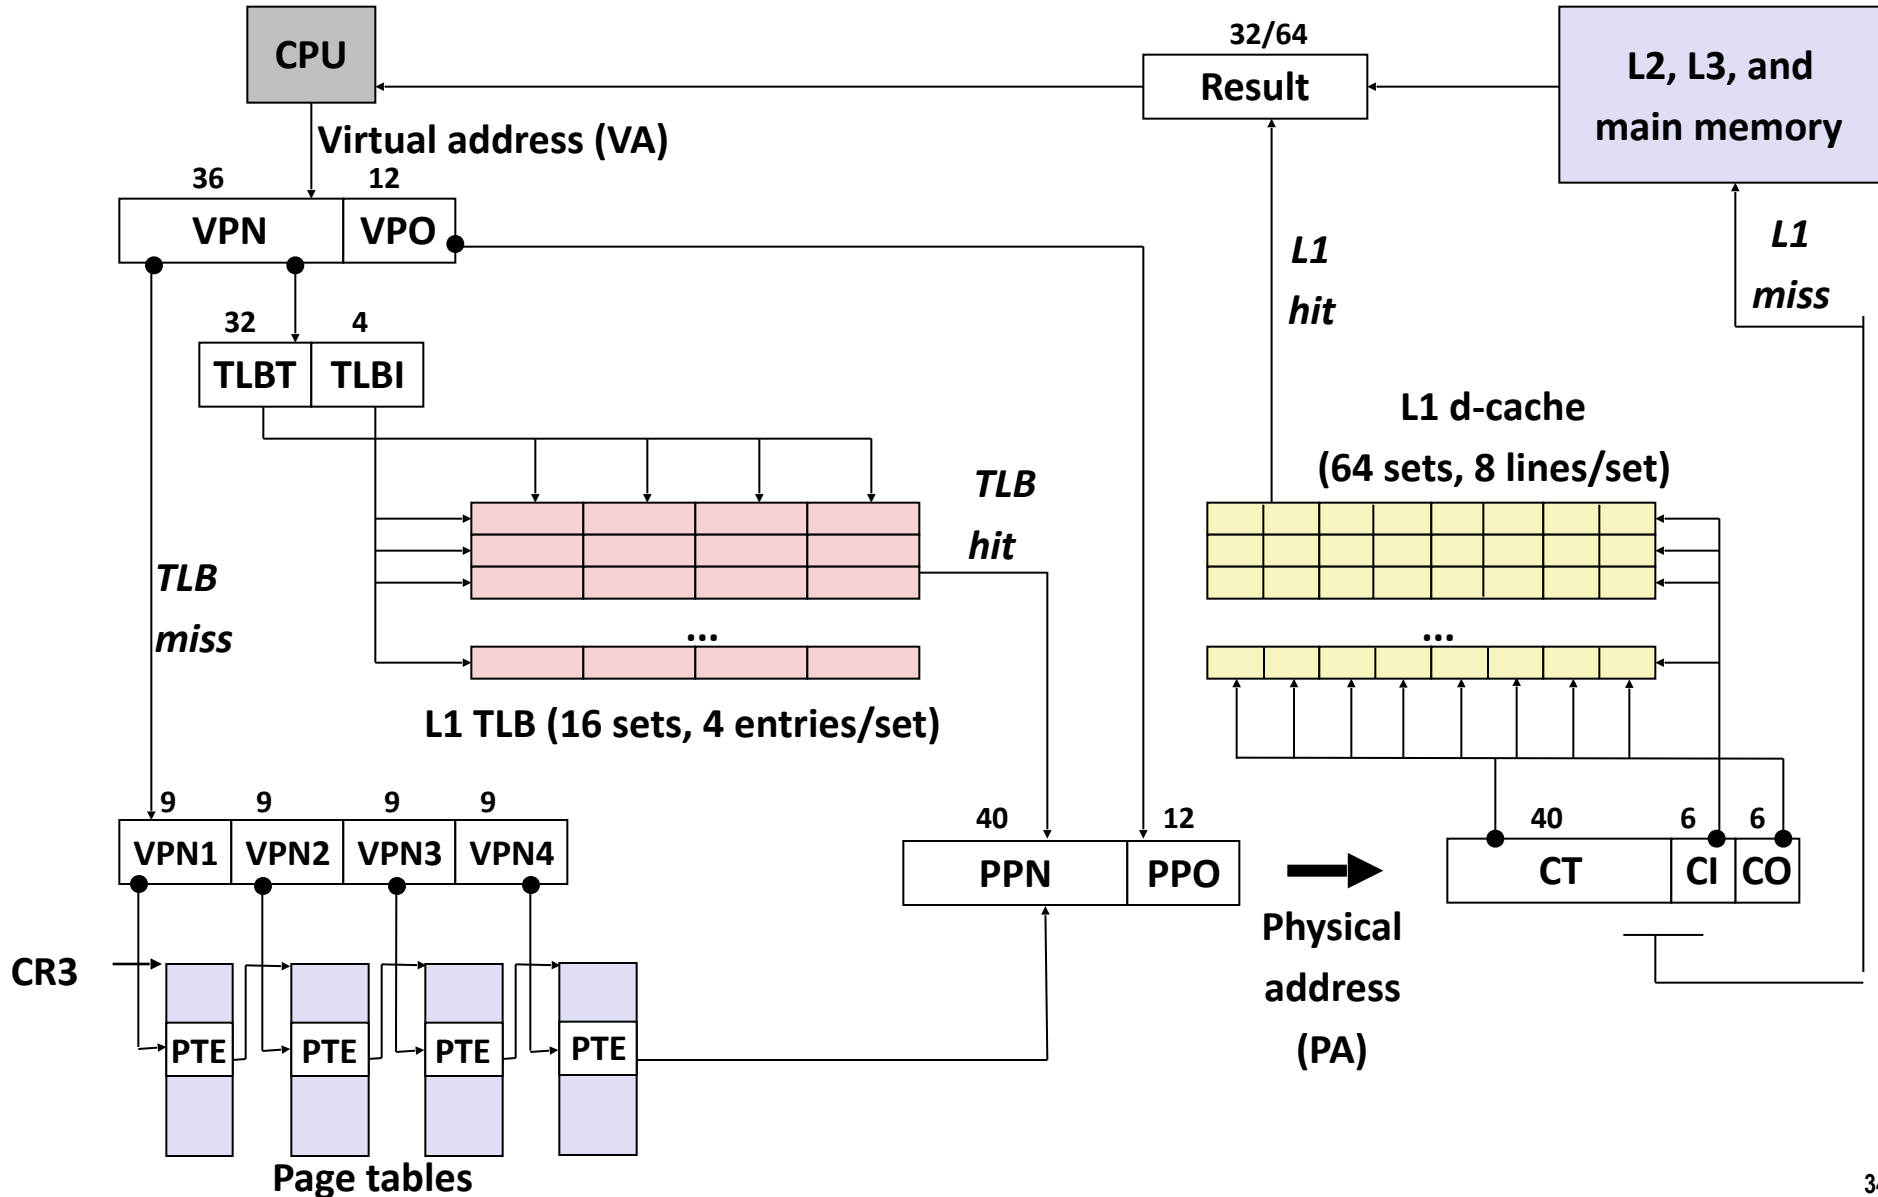 CPU
32/64
Result
L2, L3, and
main memory
Virtual address (VA)
36
12
VPN
VPO
L1
hit
L1
miss
32
4
TLBT
TLBI
L1 d-cache
(64 sets, 8 lines/set)
TLB
hit
TLB
miss
...
...
L1 TLB (16 sets, 4 entries/set)
9
9
9
9
VPN1
VPN2
VPN3
VPN4
40
12
PPN
PPO
40
6
6
CT
CI
CO
Physical
address
(PA)
CR3
PTE
PTE
PTE
PTE
Page tables